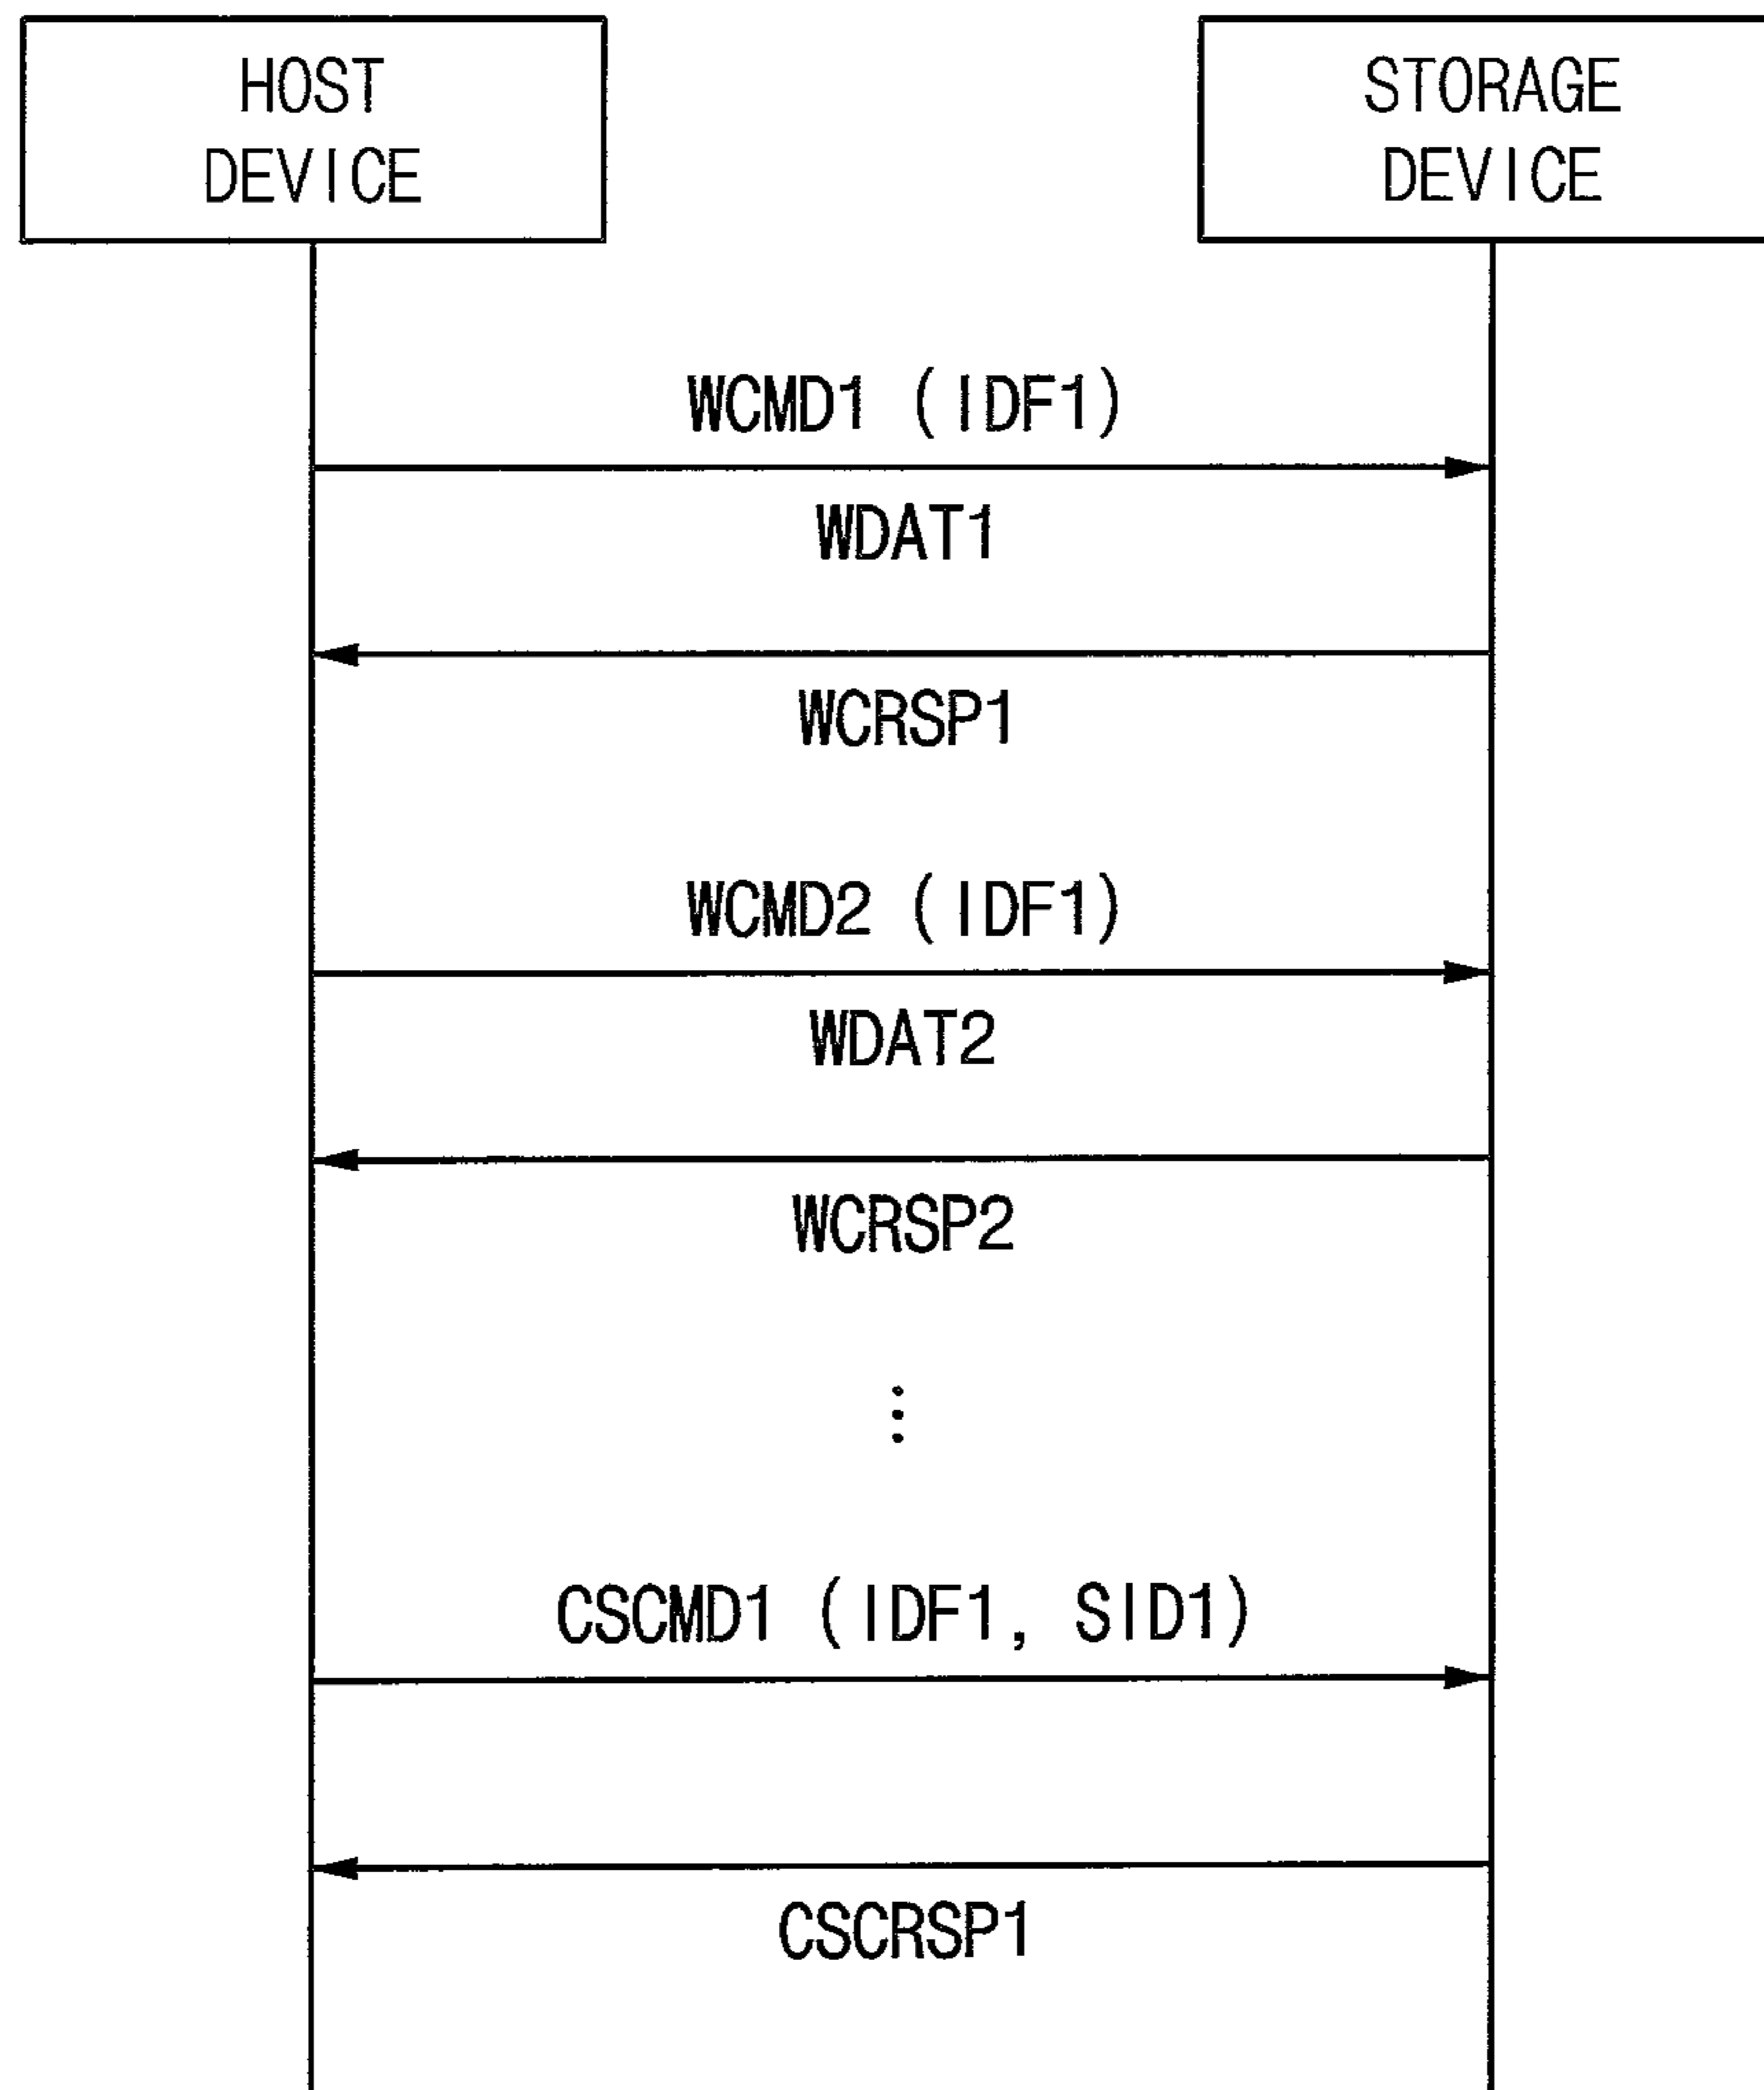 HOST
DEVICE
STORAGE
DEVICE
WCMD1 (IDF1)
WDAT1
WCRSP1
WCMD2 (IDF1)
WDAT2
WCRSP2
⋮
CSCMD1 (IDF1, SID1)
CSCRSP1